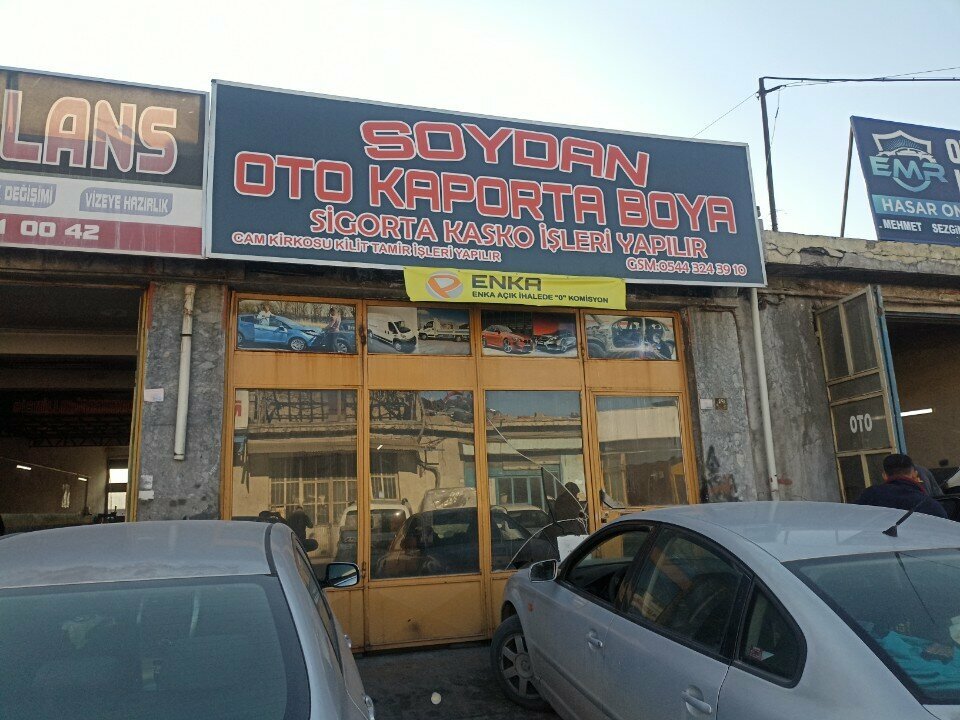 LANS
DEĞİŞİMİ
VİZEYE HAZIRLIK
1 00 42
SOYDAN
OTO KAPORTA BOYA
SİGORTA KASKO İŞLERİ YAPILIR
CAM KIRKOSU KİLİT TAMİR İŞLERİ YAPILIR
GSM:0544 324 39 10
ENKA
ENKA AÇIK İHALEDE "0" KOMİSYON
EMR
HASAR ON
MEHMET SEZGİN
OTO